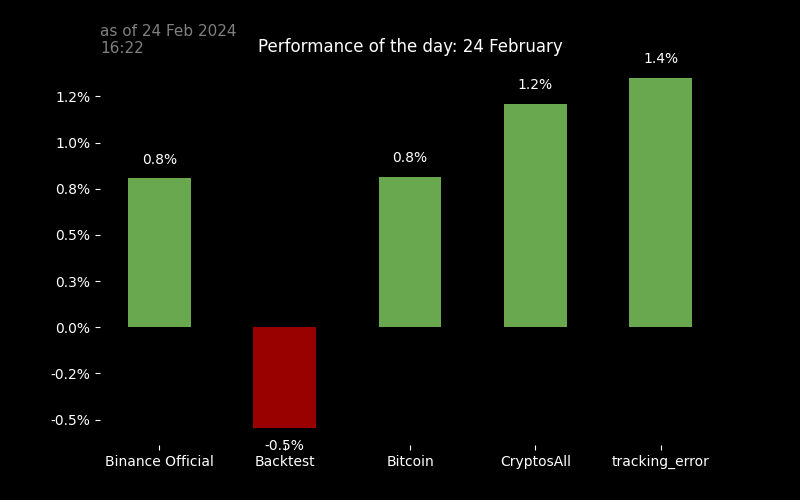 as of 24 Feb 2024
16:22
Performance of the day: 24 February
1.4%
1.2%
0.8%
0.8%
-0.5%
1.2%
1.0%
0.8%
0.5%
0.3%
0.0%
-0.2%
-0.5%
Binance Official
Backtest
Bitcoin
CryptosAll
tracking_error